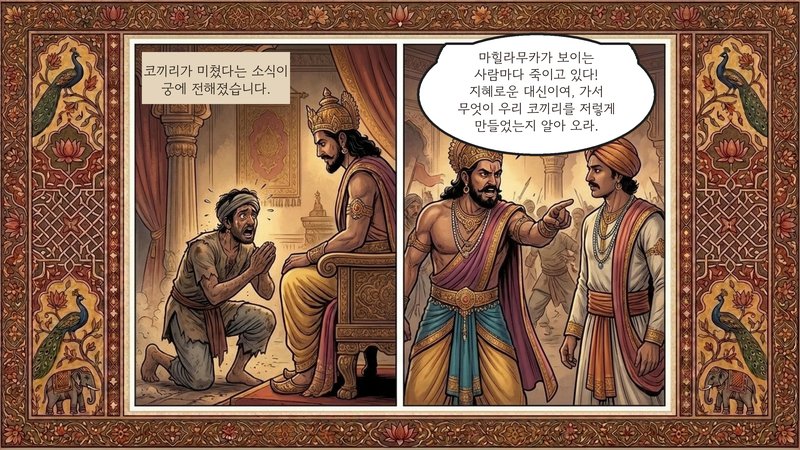 코끼리가 미쳤다는 소식이
궁에 전해졌습니다.
마힐라무카가 보이는
사람마다 죽이고 있다!
지혜로운 대신이여, 가서
무엇이 우리 코끼리를 저렇게
만들었는지 알아 오라.